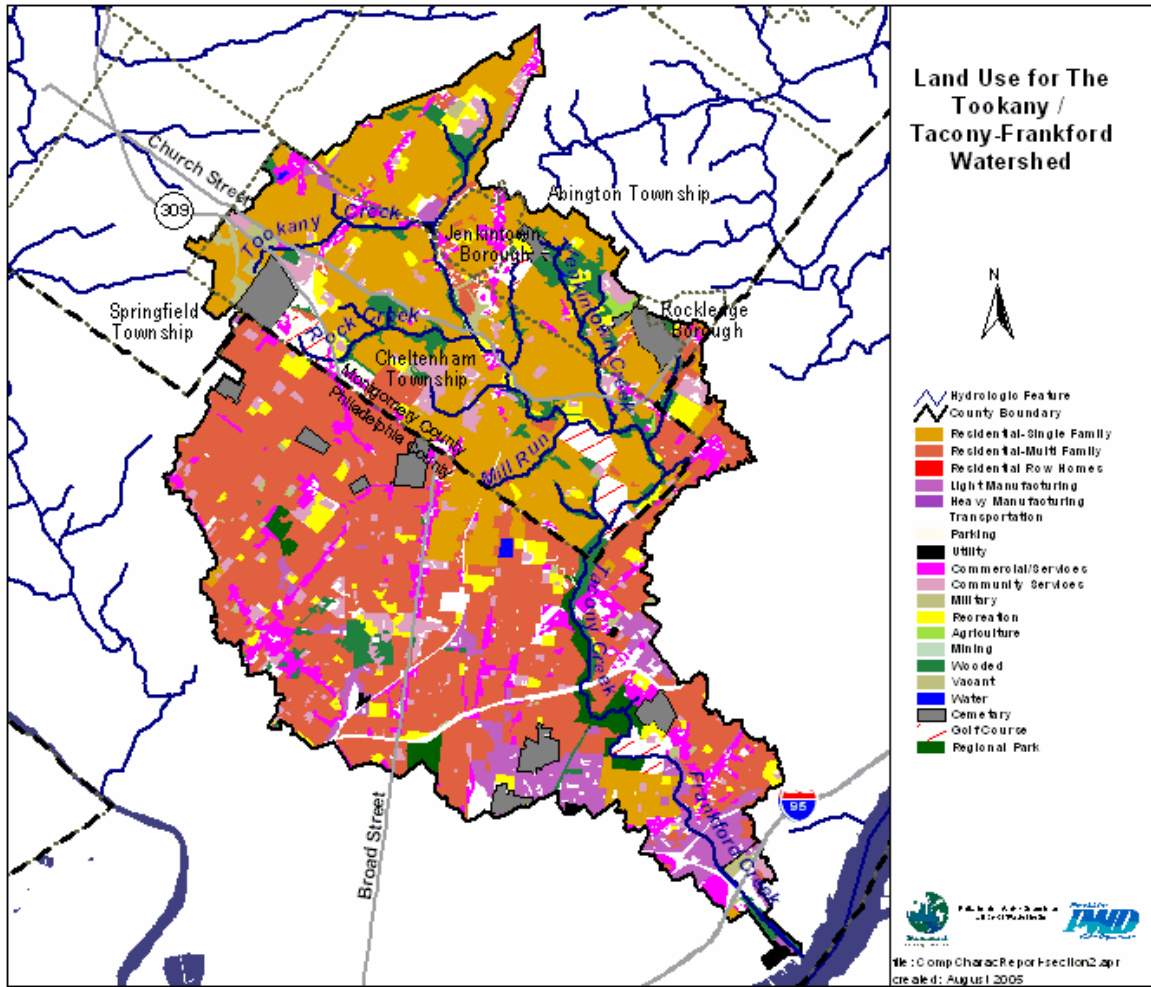 Land Use for The
Tookany /
Tacony-Frankford
Watershed
N
Hydrologic Feature
County Boundary
Residential-Single Family
Residential-Multi Family
Residential Row Homes
Light Manufacturing
Heavy Manufacturing
Transportation
Parking
Utility
Commercial/Services
Community Services
Military
Recreation
Agriculture
Mining
Wooded
Vacant
Water
Cemetary
Golf Course
Regional Park
PWD
file : CompCharacReport-section2.apr
created: August 2005
Church Street
309
Tookany Creek
Abington Township
Jenkintown
Borough
Jenkintown Creek
Springfield
Township
Rock Creek
Rockledge
Borough
Cheltenham
Township
Montgomery County
Philadelphia County
Mill Run
Tacony Creek
Broad Street
Frankford Creek
95